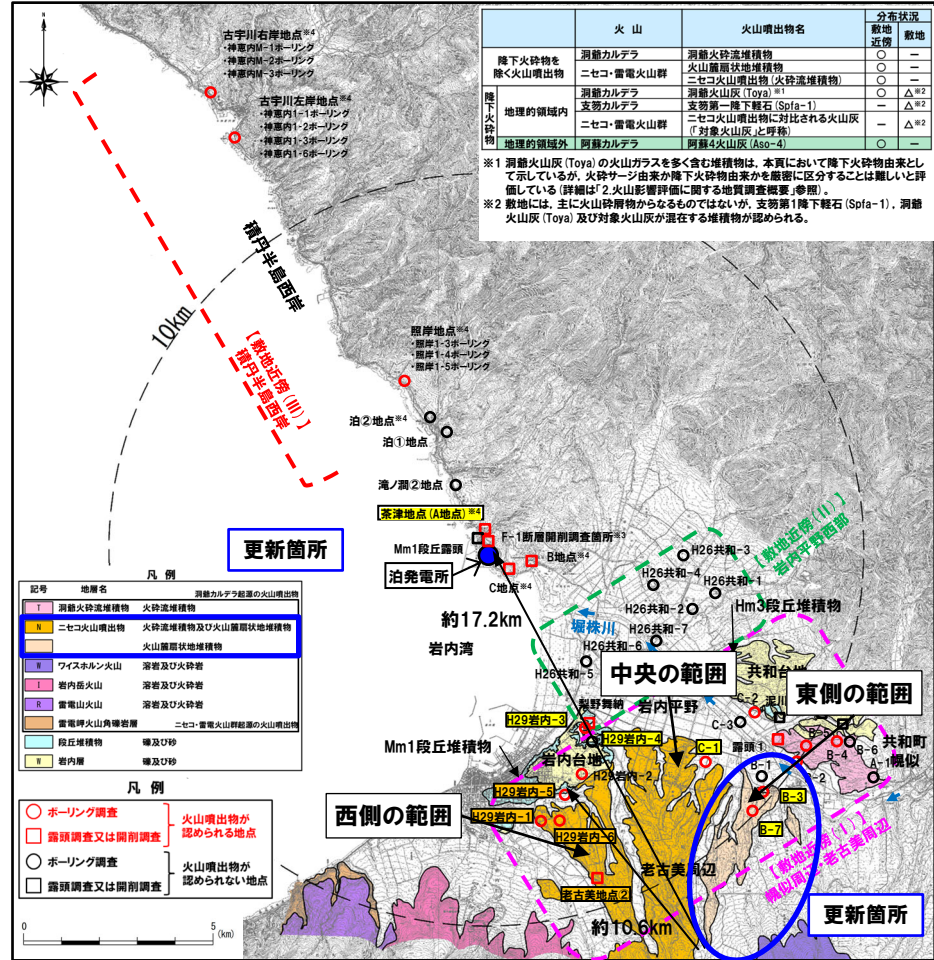 古宇川右岸地点※4
・神恵内M-1ボーリング
・神恵内M-2ボーリング
・神恵内M-3ボーリング
古宇川左岸地点※4
・神恵内1-1ボーリング
・神恵内1-2ボーリング
・神恵内1-3ボーリング
・神恵内1-6ボーリング
火 山
火山噴出物名
分布状況
敷地近傍
敷地
降下火砕物を除く火山噴出物
洞爺カルデラ
洞爺火砕流堆積物
○
－
ニセコ・雷電火山群
火山麓扇状地堆積物
○
－
ニセコ火山噴出物(火砕流堆積物)
○
－
降下火砕物
地理的領域内
洞爺カルデラ
洞爺火山灰(Toya)※1
○
△※2
支笏カルデラ
支笏第一降下軽石(Spfa-1)
－
△※2
ニセコ・雷電火山群
ニセコ火山噴出物に対比される火山灰
(「対象火山灰」と呼称)
－
△※2
地理的領域外
阿蘇カルデラ
阿蘇4火山灰(Aso-4)
○
－
※1 洞爺火山灰(Toya)の火山ガラスを多く含む堆積物は，本頁において降下火砕物由来とし
て示しているが，火砕サージ由来か降下火砕物由来かを厳密に区分することは難しいと評
価している(詳細は「2.火山影響評価に関する地質調査概要」参照)。
※2 敷地には，主に火山砕屑物からなるものではないが，支笏第1降下軽石(Spfa-1)，洞爺
火山灰(Toya)及び対象火山灰が混在する堆積物が認められる。
積丹半島西岸
10km
【敷地近傍(Ⅲ)】
積丹半島西岸
照岸地点※4
・照岸1-3ボーリング
・照岸1-4ボーリング
・照岸1-5ボーリング
泊②地点※4
泊①地点
滝ノ澗②地点
茶津地点(A地点)※4
F-1断層開削調査箇所※3
Mm1段丘露頭
B地点※4
泊発電所
C地点※4
更新箇所
【敷地近傍(Ⅱ)】
岩内平野西部
H26共和-3
H26共和-4
H26共和-1
H26共和-2
H26共和-7
H26共和-6
H26共和-5
Hm3段丘堆積物
堀株川
約17.2km
岩内湾
中央の範囲
共和台地
東側の範囲
岩内平野
梨野舞納
H29岩内-3
H29岩内-4
C-2
C-3
C-1
露頭1
B-5
B-4
B-6
A-1
共和町
幌似
Mm1段丘堆積物
岩内台地
H29岩内-2
B-1
B-2
B-3
B-7
H29岩内-5
H29岩内-1
H29岩内-6
西側の範囲
老古美周辺
老古美地点2
【敷地近傍(Ⅰ)】
幌似周辺・老古美周辺
約10.6km
更新箇所
凡 例
記号
地層名
洞爺カルデラ起源の火山噴出物
T
洞爺火砕流堆積物 火砕流堆積物
N
ニセコ火山噴出物 火砕流堆積物及び火山麓扇状地堆積物
火山麓扇状地堆積物
W
ワイスホルン火山 溶岩及び火砕岩
I
岩内岳火山 溶岩及び火砕岩
R
雷電山火山 溶岩及び火砕岩
雷電岬火山角礫岩層
ニセコ・雷電火山群起源の火山噴出物
段丘堆積物 礫及び砂
W
岩内層 礫及び砂
凡 例
ボーリング調査
露頭調査又は開削調査
火山噴出物が
認められる地点
ボーリング調査
露頭調査又は開削調査
火山噴出物が
認められない地点
0
5
(km)